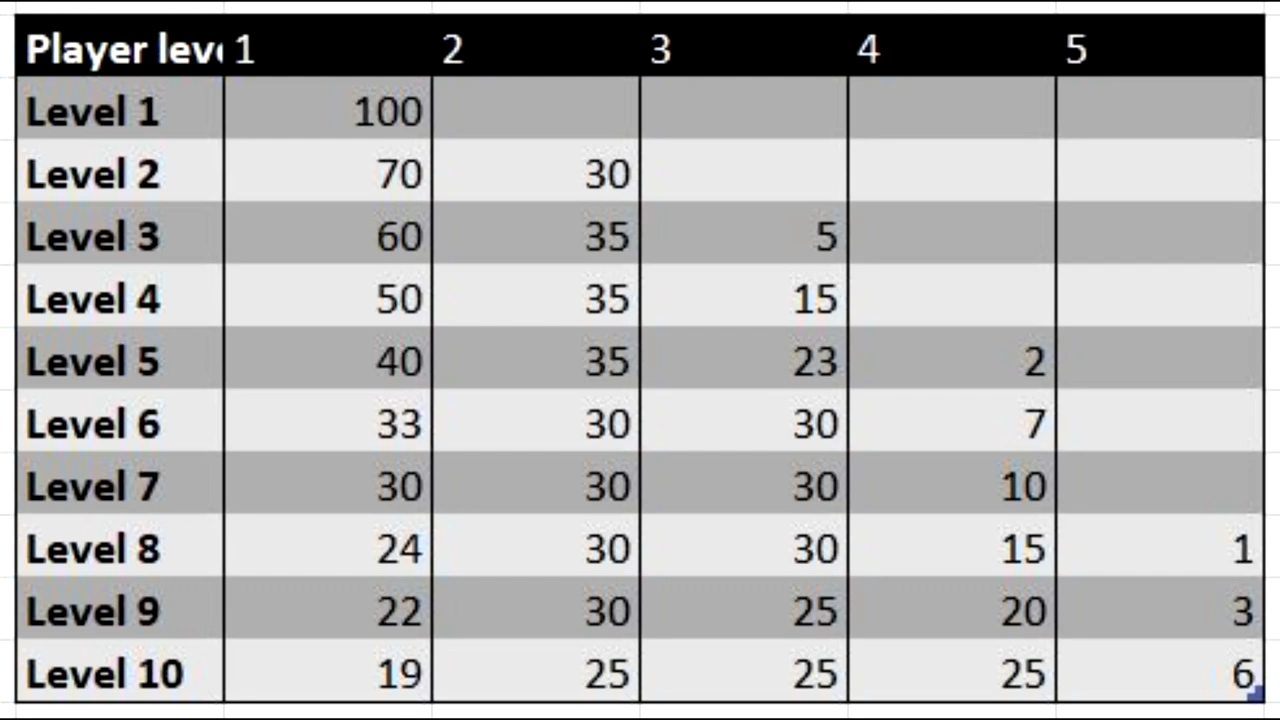 Player leve 1 2 3 4 5
Level 1 100
Level 2 70 30
Level 3 60 35 5
Level 4 50 35 15
Level 5 40 35 23 2
Level 6 33 30 30 7
Level 7 30 30 30 10
Level 8 24 30 30 15 1
Level 9 22 30 25 20 3
Level 10 19 25 25 25 6